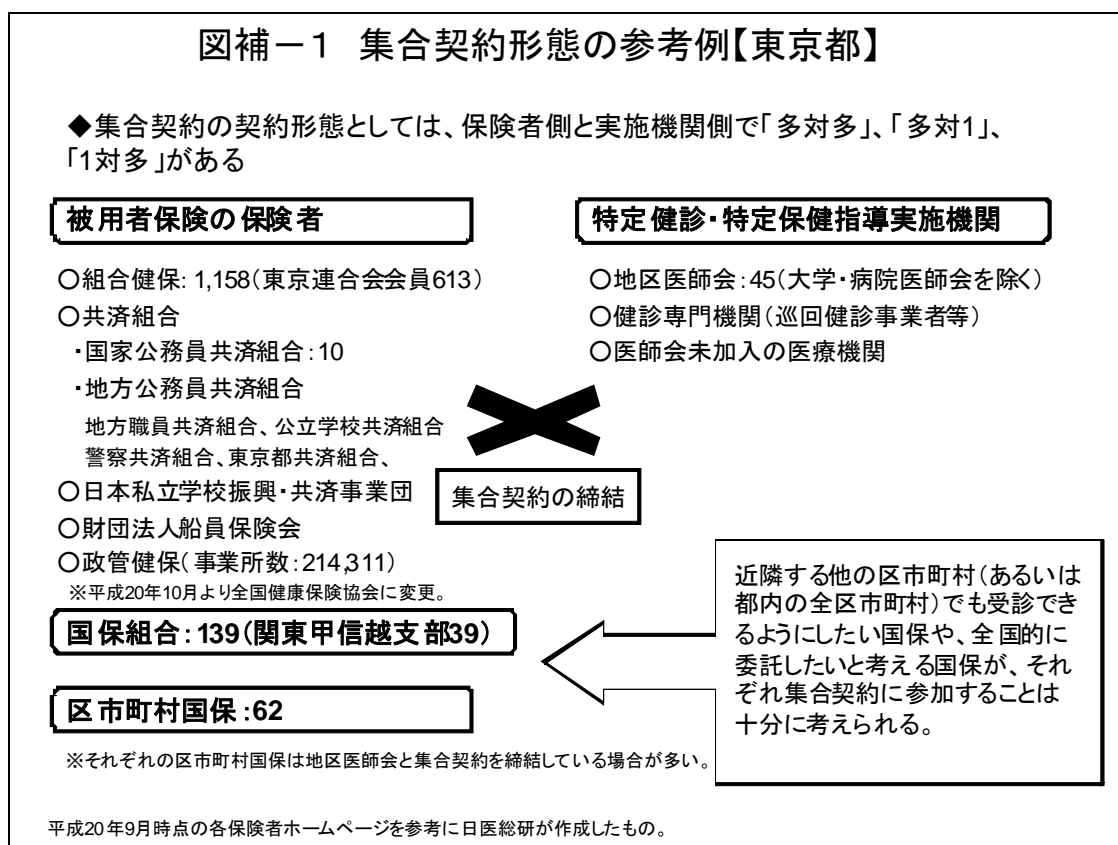 図補－1　集合契約形態の参考例【東京都】
◆集合契約の契約形態としては、保険者側と実施機関側で「多対多」、「多対1」、
「1対多」がある
被用者保険の保険者
○組合健保：1,158（東京連合会会員613）
○共済組合
・国家公務員共済組合：10
・地方公務員共済組合
地方職員共済組合、公立学校共済組合
警察共済組合、東京都共済組合、
○日本私立学校振興・共済事業団
○財団法人船員保険会
○政管健保（事業所数：214,311）
※平成20年10月より全国健康保険協会に変更。
国保組合：139（関東甲信越支部39）
区市町村国保：62
※それぞれの区市町村国保は地区医師会と集合契約を締結している場合が多い。
特定健診・特定保健指導実施機関
○地区医師会：45（大学・病院医師会を除く）
○健診専門機関（巡回健診事業者等）
○医師会未加入の医療機関
集合契約の締結
近隣する他の区市町村（あるいは
都内の全区市町村）でも受診でき
るようにしたい国保や、全国的に
委託したいと考える国保が、それ
ぞれ集合契約に参加することは
十分に考えられる。
平成20年9月時点の各保険者ホームページを参考に日医総研が作成したもの。